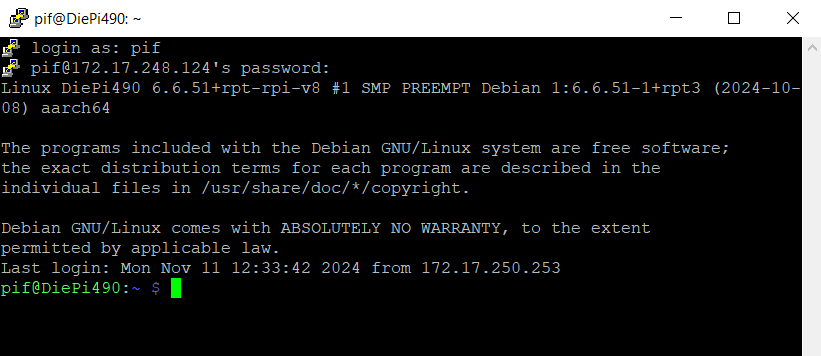 pif@DiePi490: ~
login as: pif
pif@172.17.248.124's password:
Linux DiePi490 6.6.51+rpt-rpi-v8 #1 SMP PREEMPT Debian 1:6.6.51-1+rpt3 (2024-10-
08) aarch64
The programs included with the Debian GNU/Linux system are free software;
the exact distribution terms for each program are described in the
individual files in /usr/share/doc/*/copyright.
Debian GNU/Linux comes with ABSOLUTELY NO WARRANTY, to the extent
permitted by applicable law.
Last login: Mon Nov 11 12:33:42 2024 from 172.17.250.253
pif@DiePi490:~ $